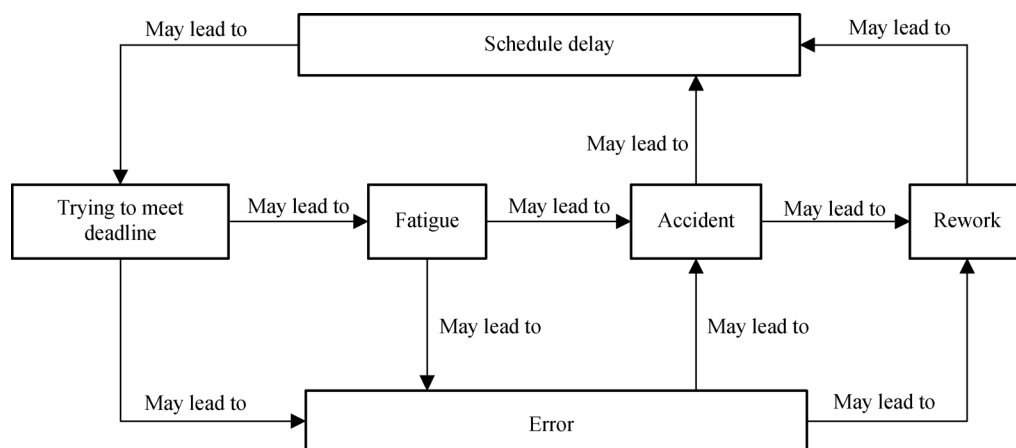 May lead to
Schedule delay
May lead to
May lead to
Trying to meet
deadline
May lead to
Fatigue
May lead to
Accident
May lead to
Rework
May lead to
May lead to
May lead to
Error
May lead to